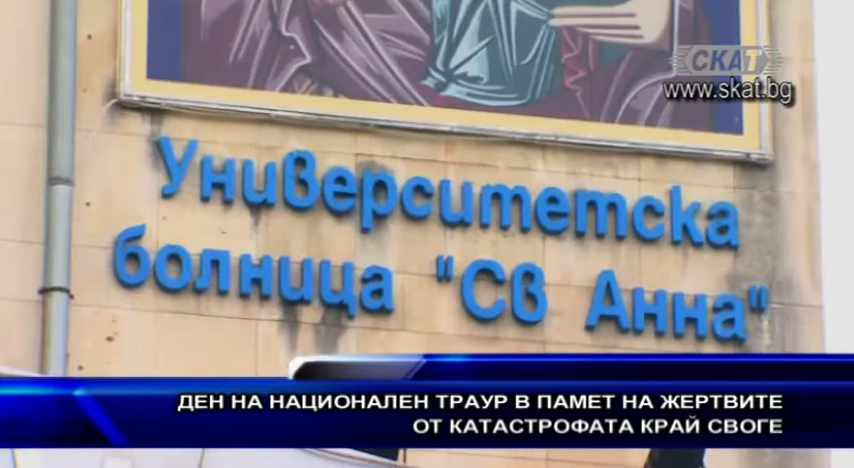 СКАТ
www.skat.bg
Университетска
болница "Св Анна"
ДЕН НА НАЦИОНАЛЕН ТРАУР В ПАМЕТ НА ЖЕРТВИТЕ
ОТ КАТАСТРОФАТА КРАЙ СВОГЕ